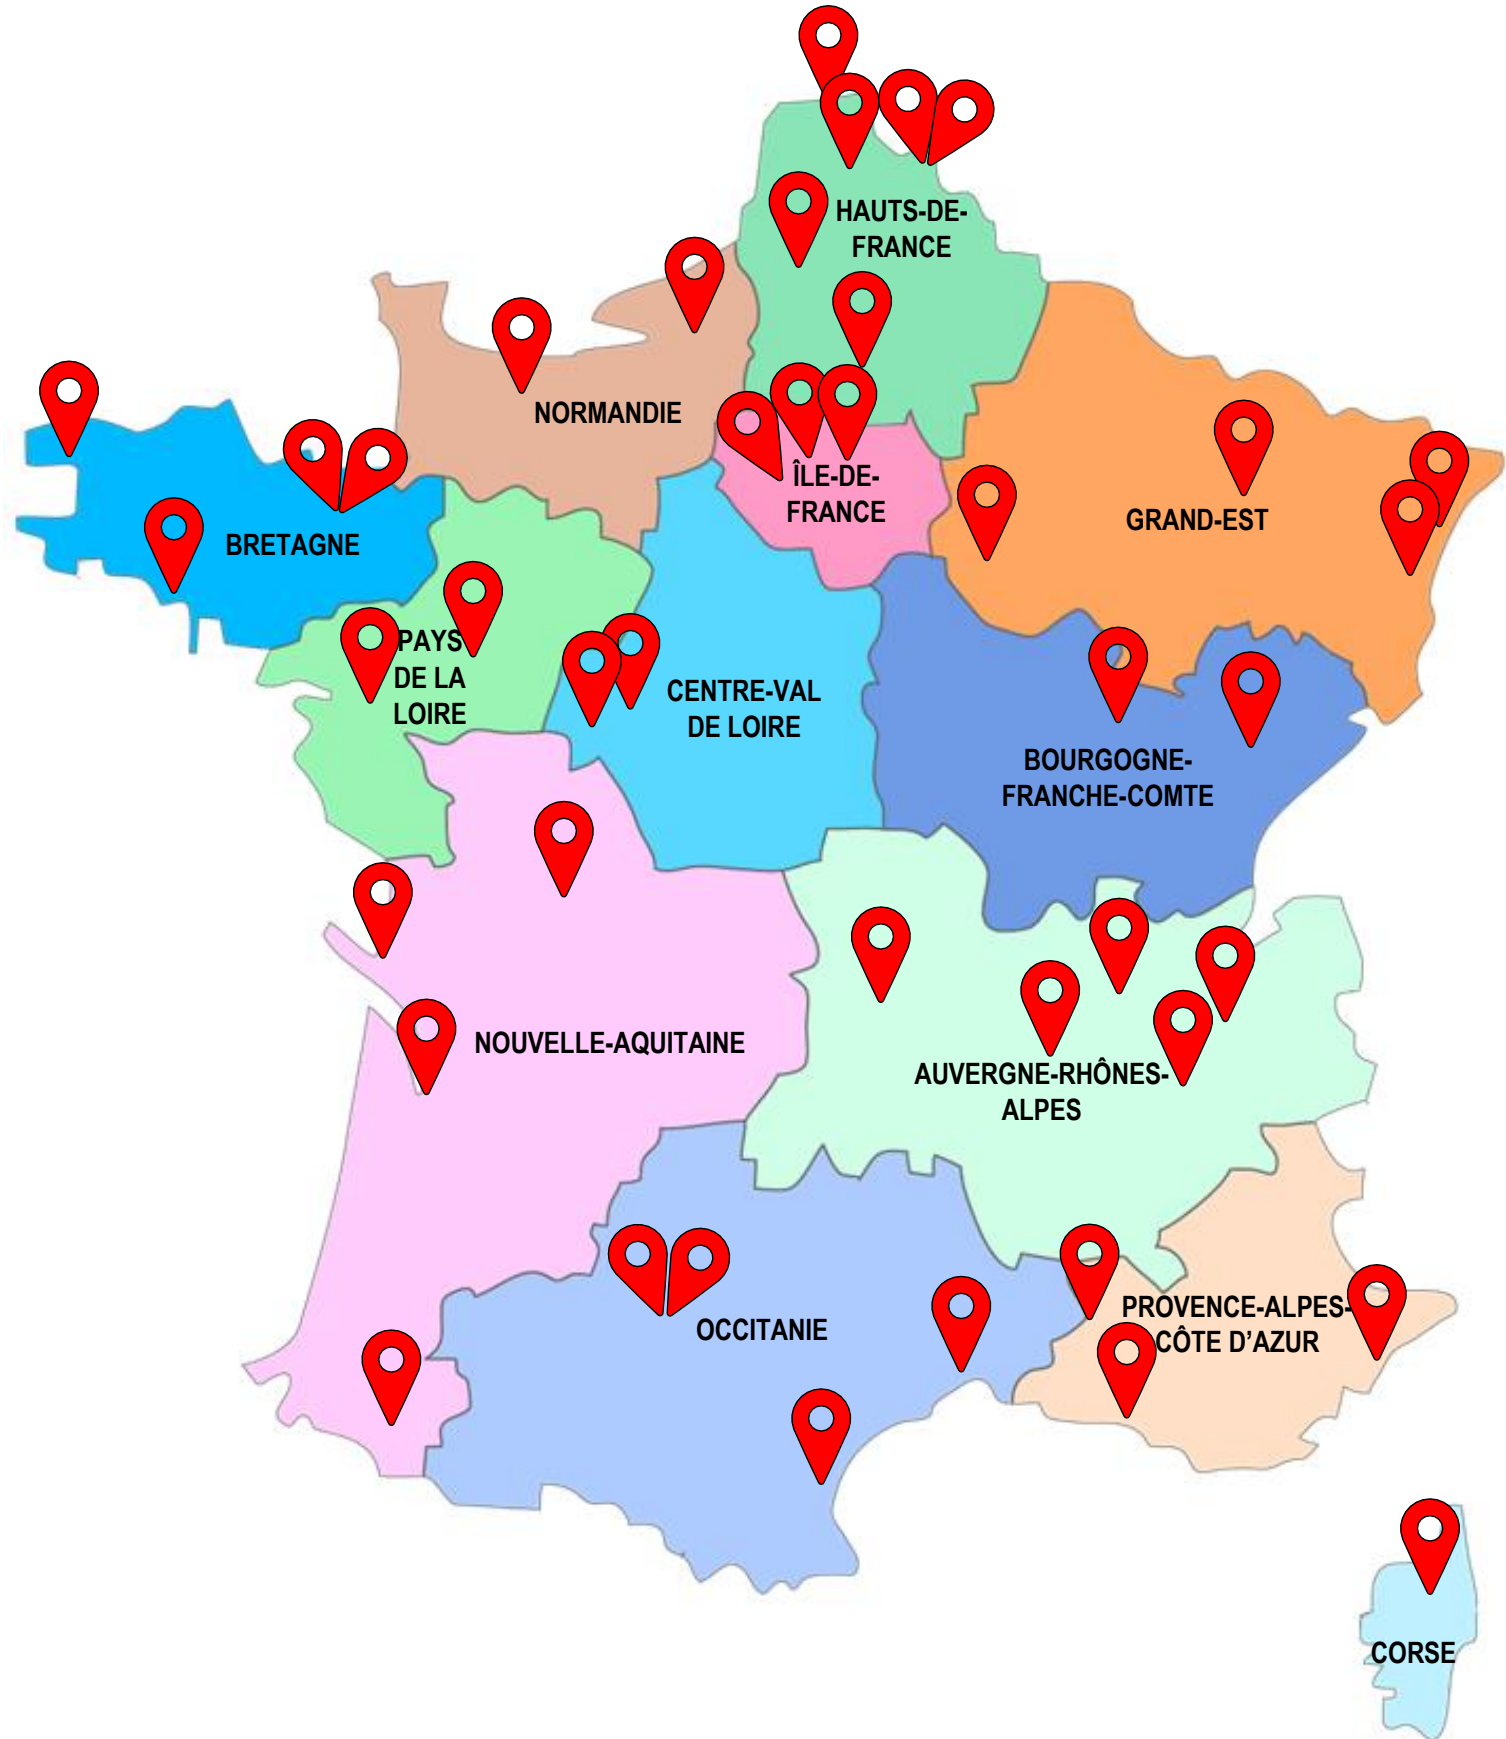 HAUTS-DE-
FRANCE
NORMANDIE
ÎLE-DE-
FRANCE
GRAND-EST
BRETAGNE
PAYS
DE LA
LOIRE
CENTRE-VAL
DE LOIRE
BOURGOGNE-
FRANCHE-COMTE
NOUVELLE-AQUITAINE
AUVERGNE-RHÔNES-
ALPES
OCCITANIE
PROVENCE-ALPES-
CÔTE D’AZUR
CORSE